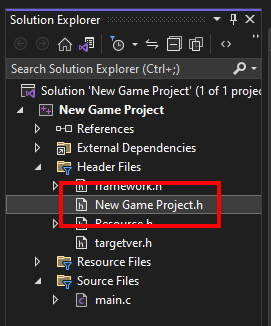 Solution Explorer
Search Solution Explorer (Ctrl+;)
Solution 'New Game Project' (1 of 1 proje
New Game Project
References
External Dependencies
Header Files
framework.h
New Game Project.h
Resource.h
targetver.h
Resource Files
Source Files
main.c